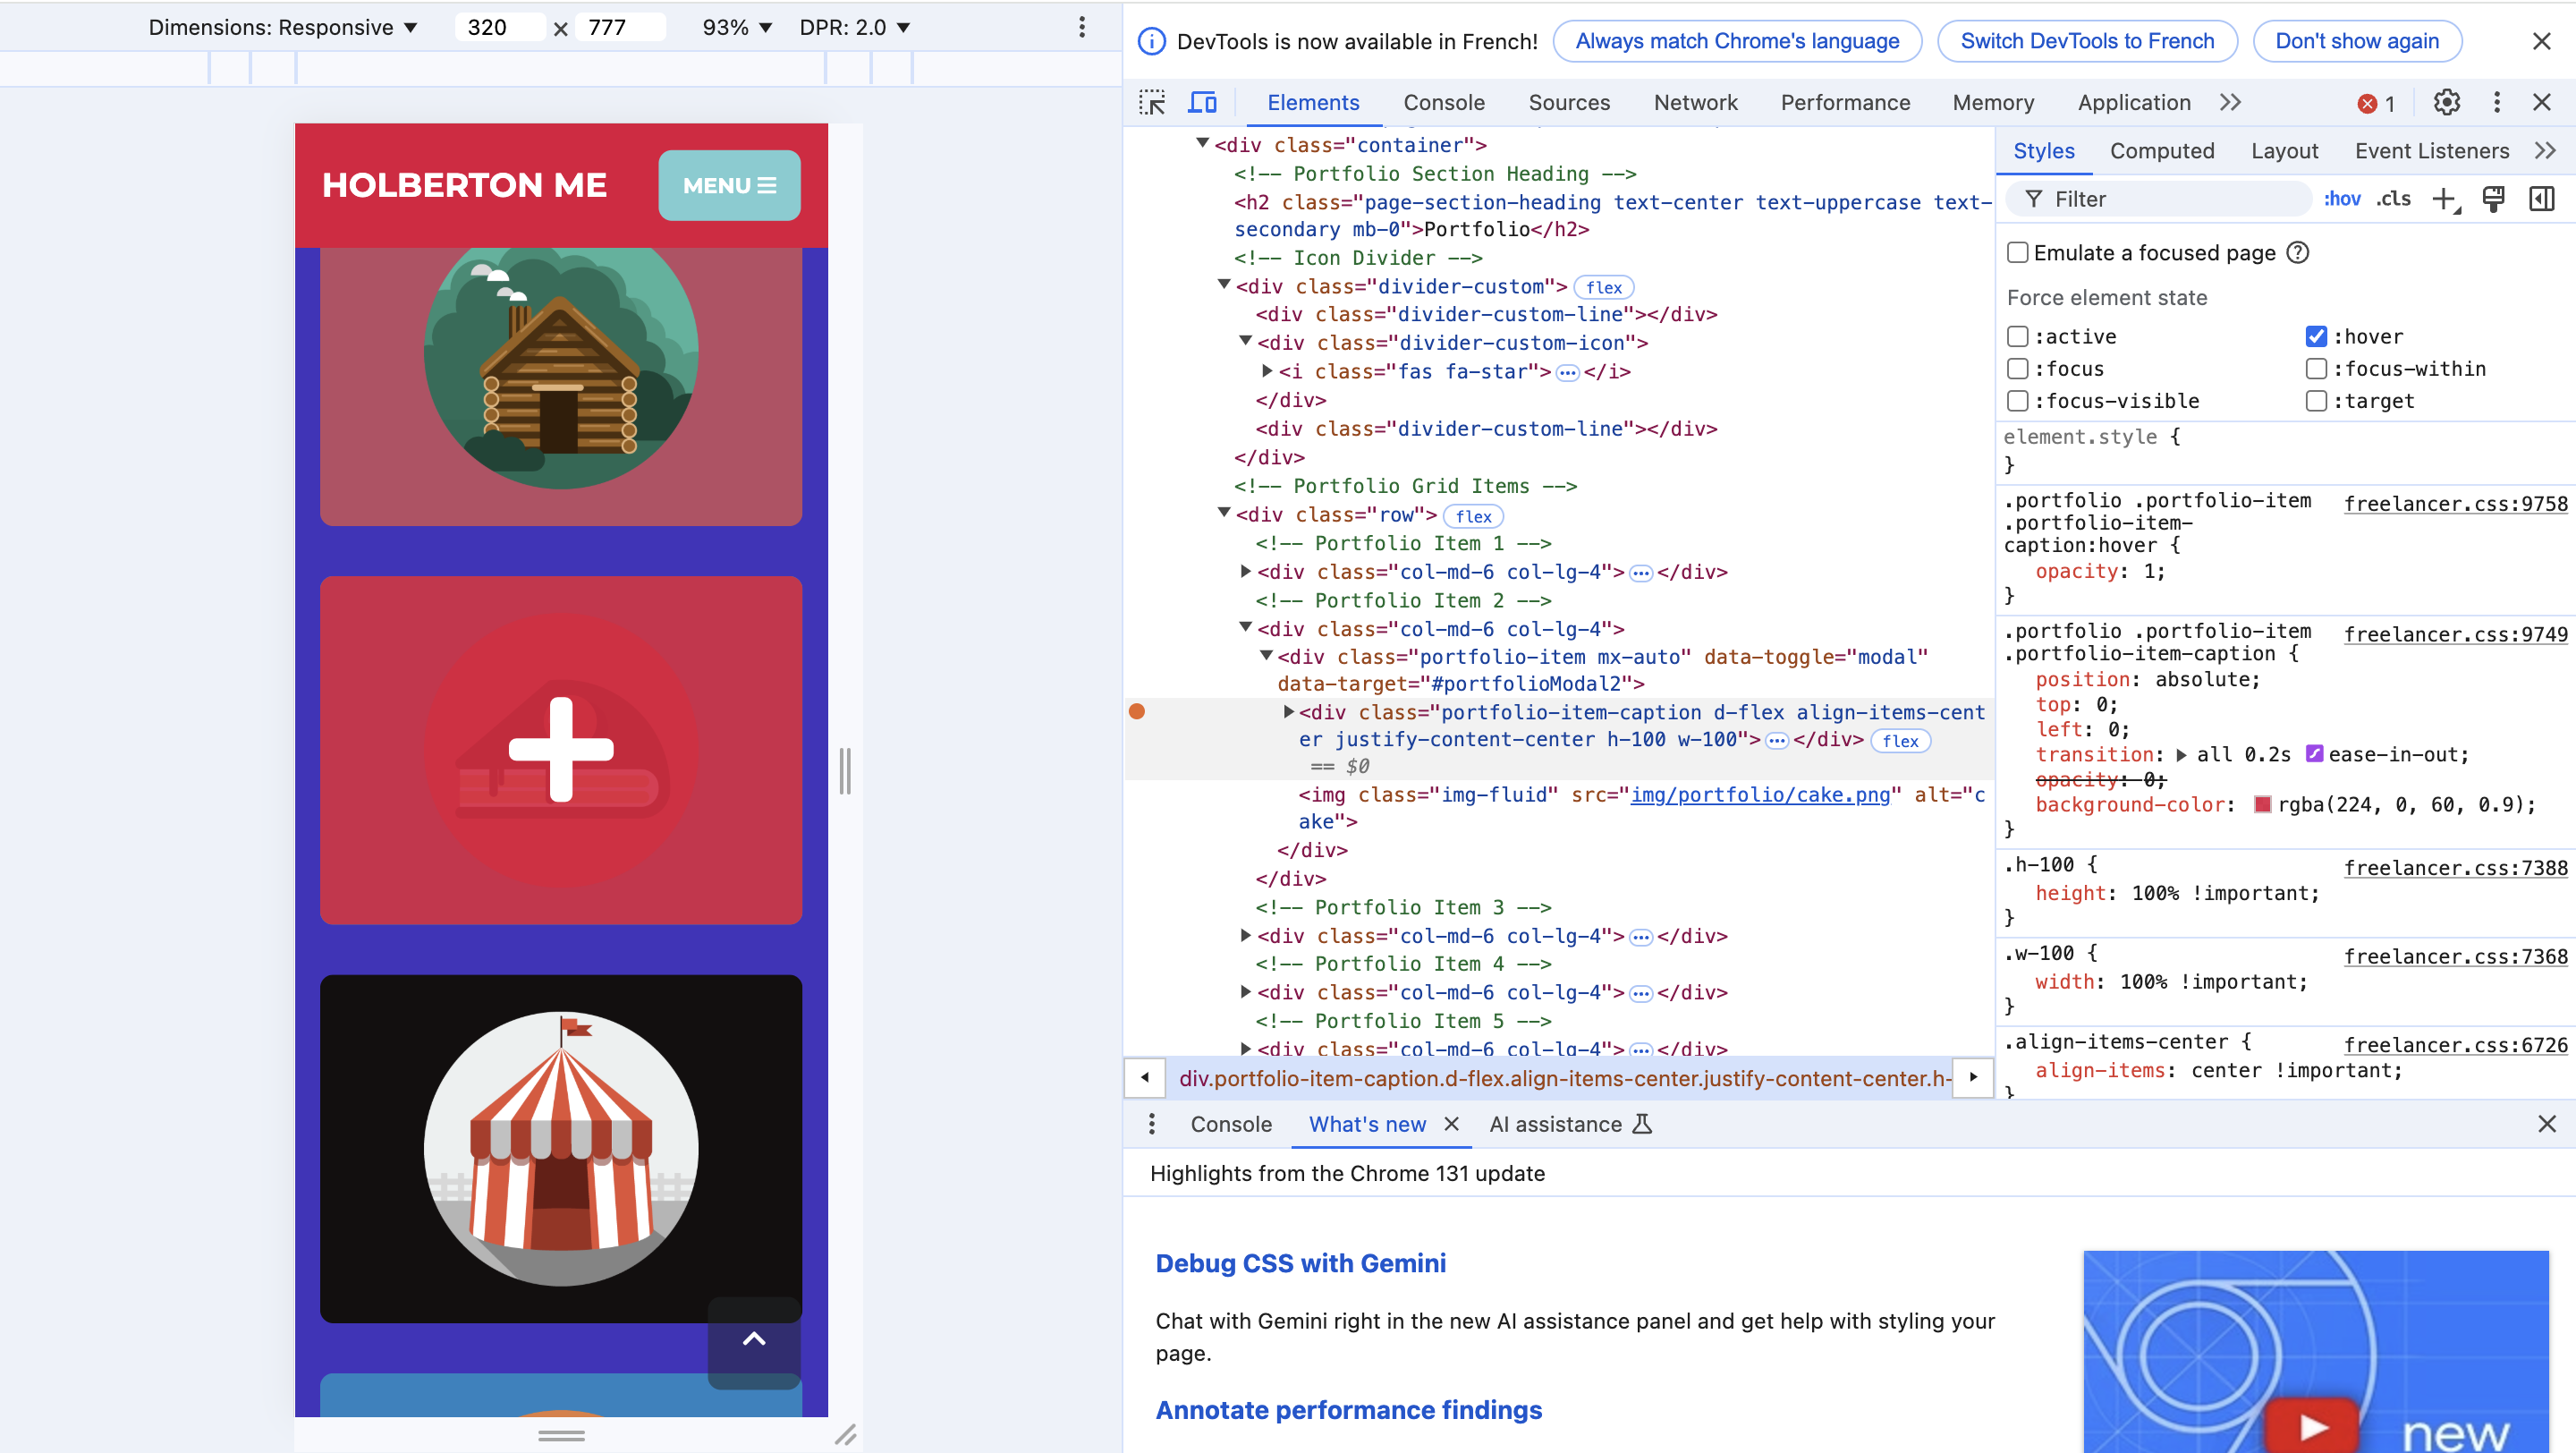 Dimensions: Responsive ▼ 320 x 777 93% ▼ DPR: 2.0 ▼
HOLBERTON ME
MENU
DevTools is now available in French!
Always match Chrome's language
Switch DevTools to French
Don't show again
Elements Console Sources Network Performance Memory Application 1
<div class="container">
<!-- Portfolio Section Heading -->
<h2 class="page-section-heading text-center text-uppercase text-
secondary mb-0">Portfolio</h2>
<!-- Icon Divider -->
<div class="divider-custom"> flex
<div class="divider-custom-line"></div>
<div class="divider-custom-icon">
<i class="fas fa-star">…</i>
</div>
<div class="divider-custom-line"></div>
</div>
<!-- Portfolio Grid Items -->
<div class="row"> flex
<!-- Portfolio Item 1 -->
<div class="col-md-6 col-lg-4">…</div>
<!-- Portfolio Item 2 -->
<div class="col-md-6 col-lg-4">
<div class="portfolio-item mx-auto" data-toggle="modal"
data-target="#portfolioModal2">
<div class="portfolio-item-caption d-flex align-items-cent
er justify-content-center h-100 w-100">…</div> flex
== $0
<img class="img-fluid" src="img/portfolio/cake.png" alt="c
ake">
</div>
</div>
<!-- Portfolio Item 3 -->
<div class="col-md-6 col-lg-4">…</div>
<!-- Portfolio Item 4 -->
<div class="col-md-6 col-lg-4">…</div>
<!-- Portfolio Item 5 -->
<div class="col-md-6 col-lg-4">…</div>
div.portfolio-item-caption.d-flex.align-items-center.justify-content-center.h-
Styles Computed Layout Event Listeners
Filter :hov .cls
Emulate a focused page
Force element state
:active :hover
:focus :focus-within
:focus-visible :target
element.style {
}
.portfolio .portfolio-item freelancer.css:9758
.portfolio-item-
caption:hover {
opacity: 1;
}
.portfolio .portfolio-item freelancer.css:9749
.portfolio-item-caption {
position: absolute;
top: 0;
left: 0;
transition: all 0.2s ease-in-out;
opacity: 0;
background-color: rgba(224, 0, 60, 0.9);
}
.h-100 { freelancer.css:7388
height: 100% !important;
}
.w-100 { freelancer.css:7368
width: 100% !important;
}
.align-items-center { freelancer.css:6726
align-items: center !important;
}
Console What's new AI assistance
Highlights from the Chrome 131 update
Debug CSS with Gemini
Chat with Gemini right in the new AI assistance panel and get help with styling your
page.
Annotate performance findings
new